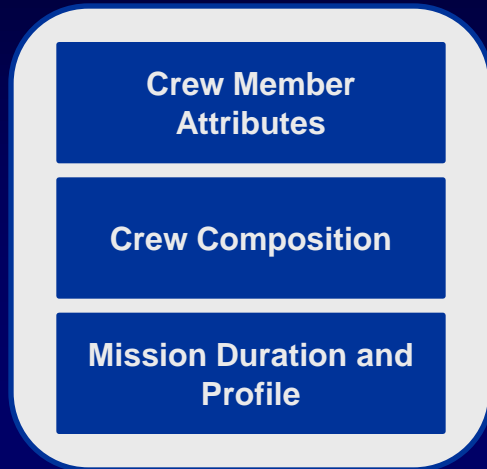 Crew Member
Attributes
Crew Composition
Mission Duration and
Profile